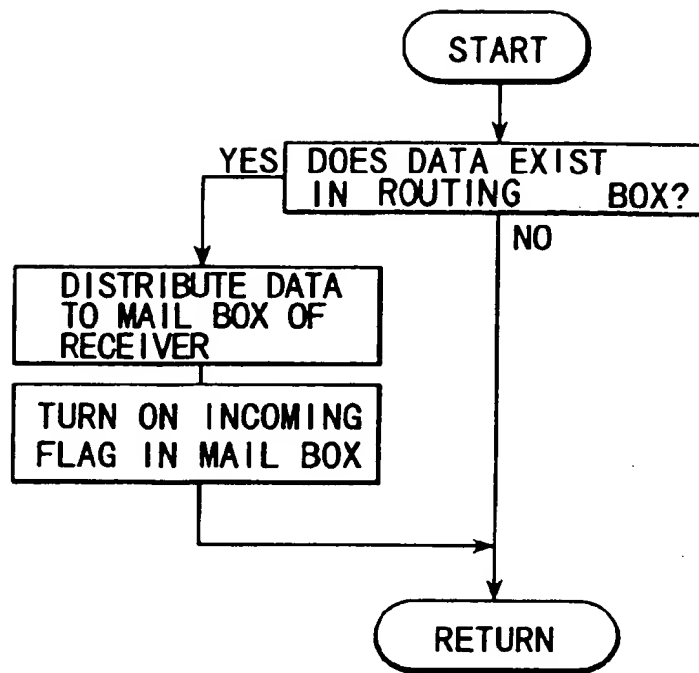 START
YES
DOES DATA EXIST
IN ROUTING BOX?
NO
DISTRIBUTE DATA
TO MAIL BOX OF
RECEIVER
TURN ON INCOMING
FLAG IN MAIL BOX
RETURN